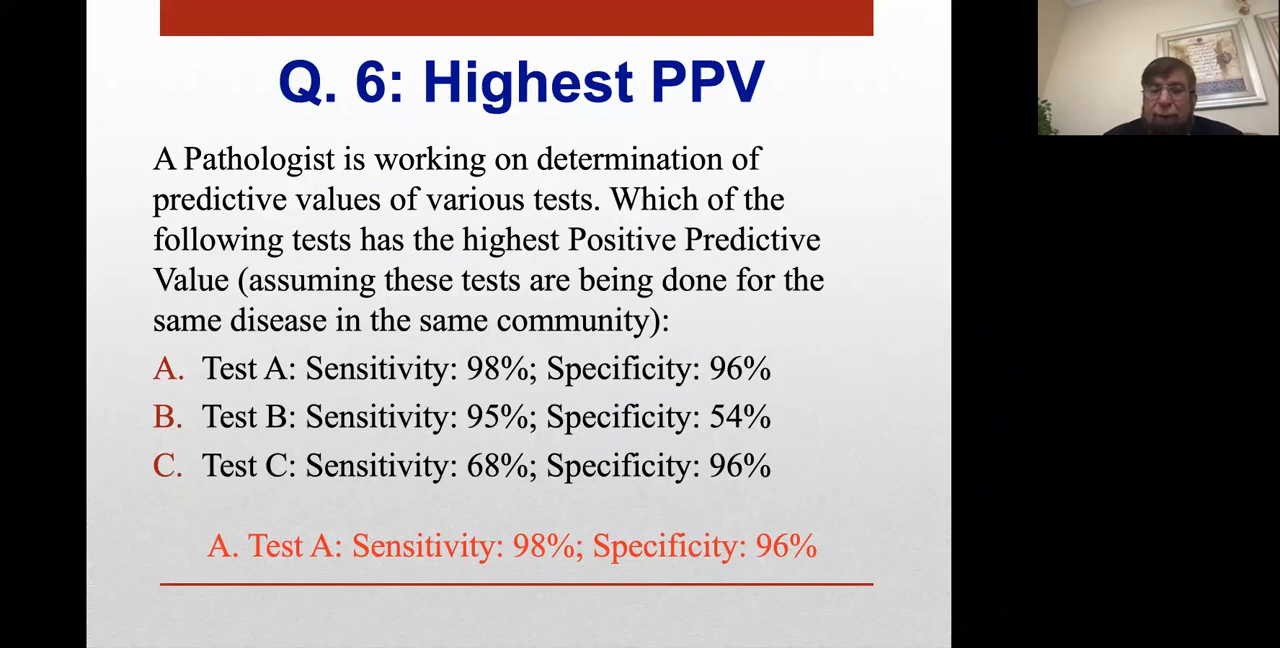 Q. 6: Highest PPV
A Pathologist is working on determination of
predictive values of various tests. Which of the
following tests has the highest Positive Predictive
Value (assuming these tests are being done for the
same disease in the same community):
A. Test A: Sensitivity: 98%; Specificity: 96%
B. Test B: Sensitivity: 95%; Specificity: 54%
C. Test C: Sensitivity: 68%; Specificity: 96%
A. Test A: Sensitivity: 98%; Specificity: 96%